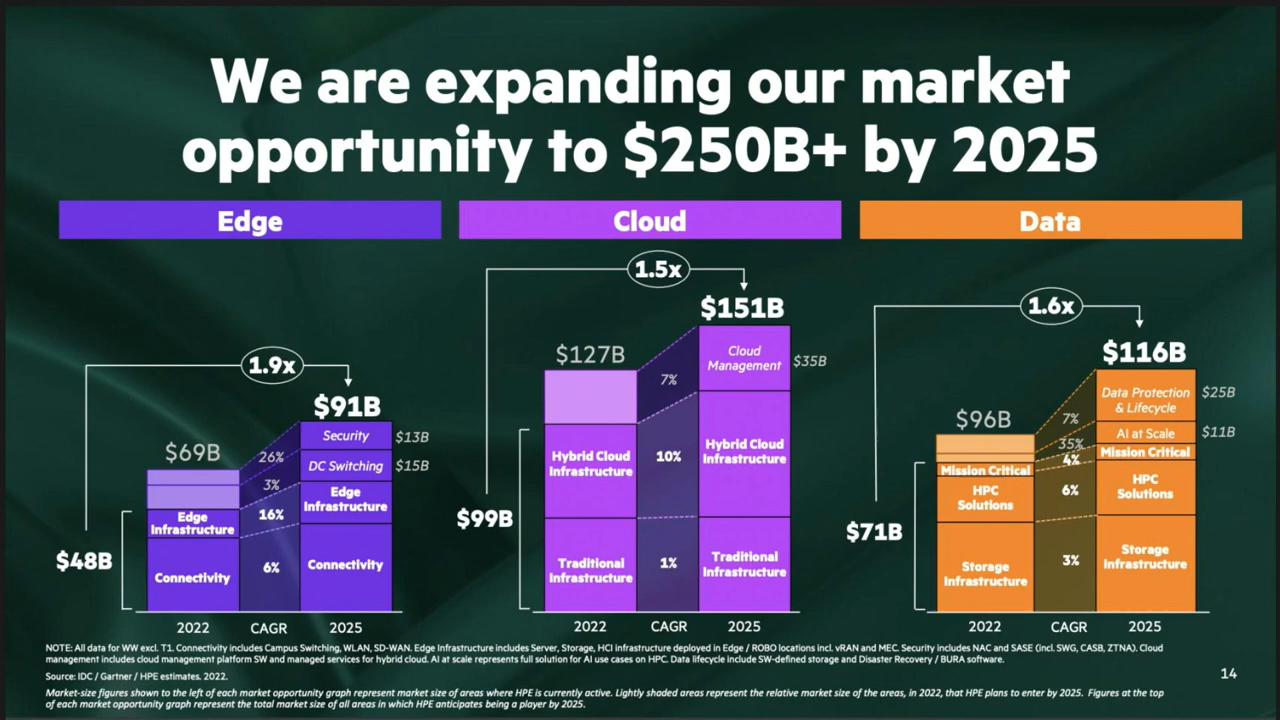 We are expanding our market
opportunity to $250B+ by 2025
Edge
1.9x
$91B
$69B
Security
$13B
26%
DC Switching
$15B
3%
Edge
Infrastructure
Edge
Infrastructure
16%
$48B
Connectivity
6%
Connectivity
2022
CAGR
2025
Cloud
1.5x
$151B
$127B
Cloud
Management
$35B
7%
Hybrid Cloud
Infrastructure
10%
Hybrid Cloud
Infrastructure
$99B
Traditional
Infrastructure
1%
Traditional
Infrastructure
2022
CAGR
2025
Data
1.6x
$116B
$96B
Data Protection
& Lifecycle
$25B
7%
AI at Scale
$11B
35%
Mission Critical
4%
Mission Critical
HPC
Solutions
6%
HPC
Solutions
$71B
Storage
Infrastructure
3%
Storage
Infrastructure
2022
CAGR
2025
NOTE: All data for WW excl. T1. Connectivity includes Campus Switching, WLAN, SD-WAN. Edge Infrastructure includes Server, Storage, HCI infrastructure deployed in Edge / ROBO locations incl. vRAN and MEC. Security includes NAC and SASE (incl. SWG, CASB, ZTNA). Cloud
management includes cloud management platform SW and managed services for hybrid cloud. AI at scale represents full solution for AI use cases on HPC. Data lifecycle include SW-defined storage and Disaster Recovery / BURA software.
Source: IDC / Gartner / HPE estimates. 2022.
14
Market-size figures shown to the left of each market opportunity graph represent market size of areas where HPE is currently active. Lightly shaded areas represent the relative market size of the areas, in 2022, that HPE plans to enter by 2025. Figures at the top
of each market opportunity graph represent the total market size of all areas in which HPE anticipates being a player by 2025.